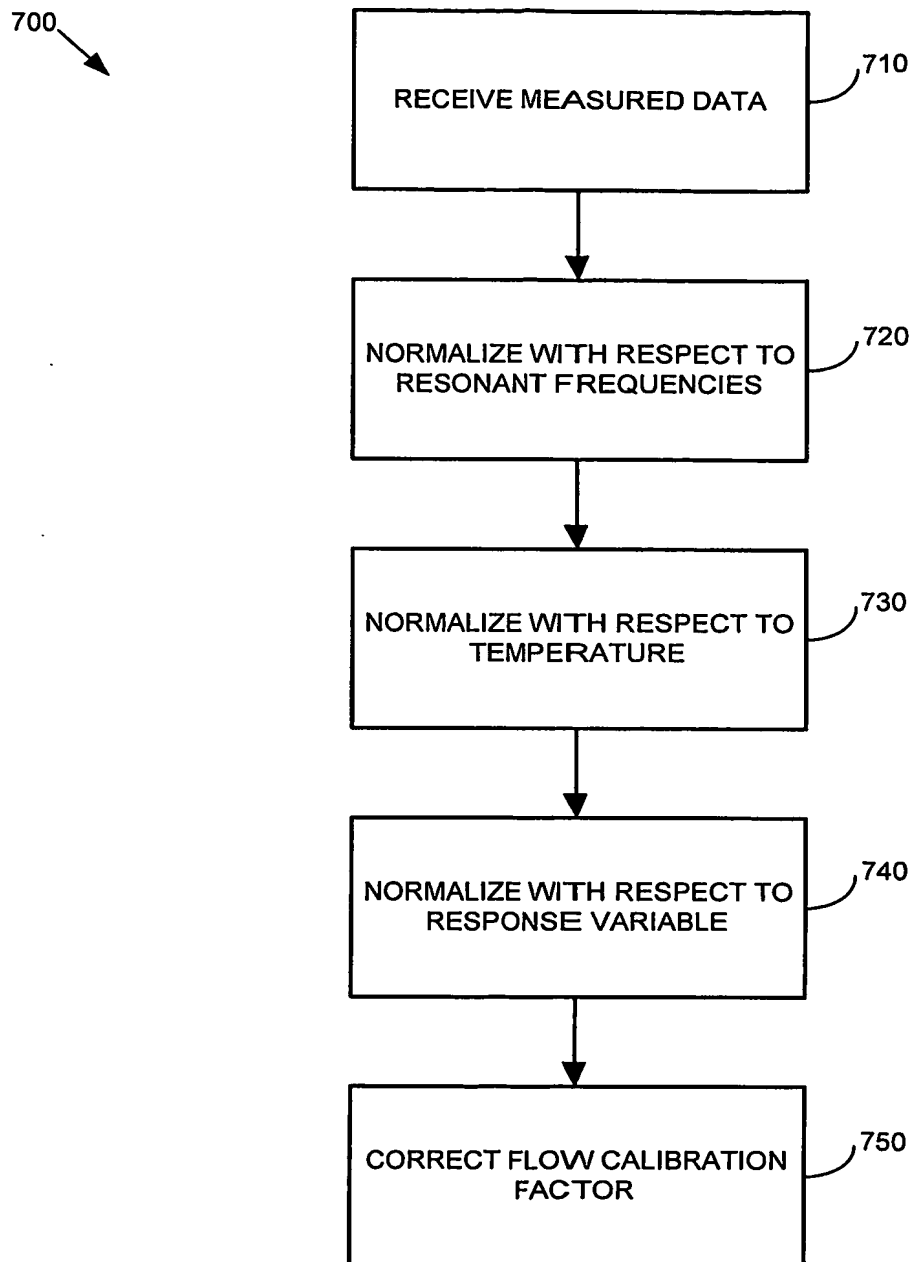 700
RECEIVE MEASURED DATA
710
NORMALIZE WITH RESPECT TO
RESONANT FREQUENCIES
720
NORMALIZE WITH RESPECT TO
TEMPERATURE
730
NORMALIZE WITH RESPECT TO
RESPONSE VARIABLE
740
CORRECT FLOW CALIBRATION
FACTOR
750